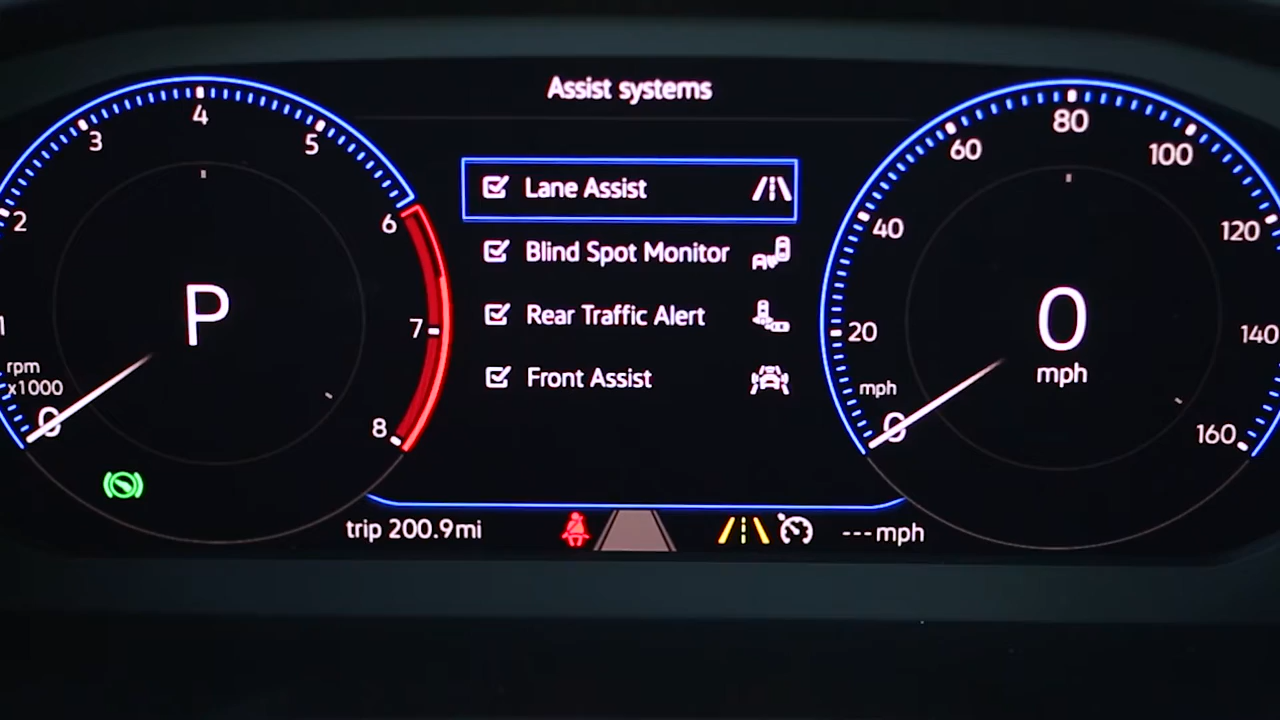 Assist systems
Lane Assist
Blind Spot Monitor
Rear Traffic Alert
Front Assist
0
1
2
3
4
5
6
7
8
rpm
x1000
P
0
20
40
60
80
100
120
140
160
mph
0
mph
trip 200.9mi
--- mph